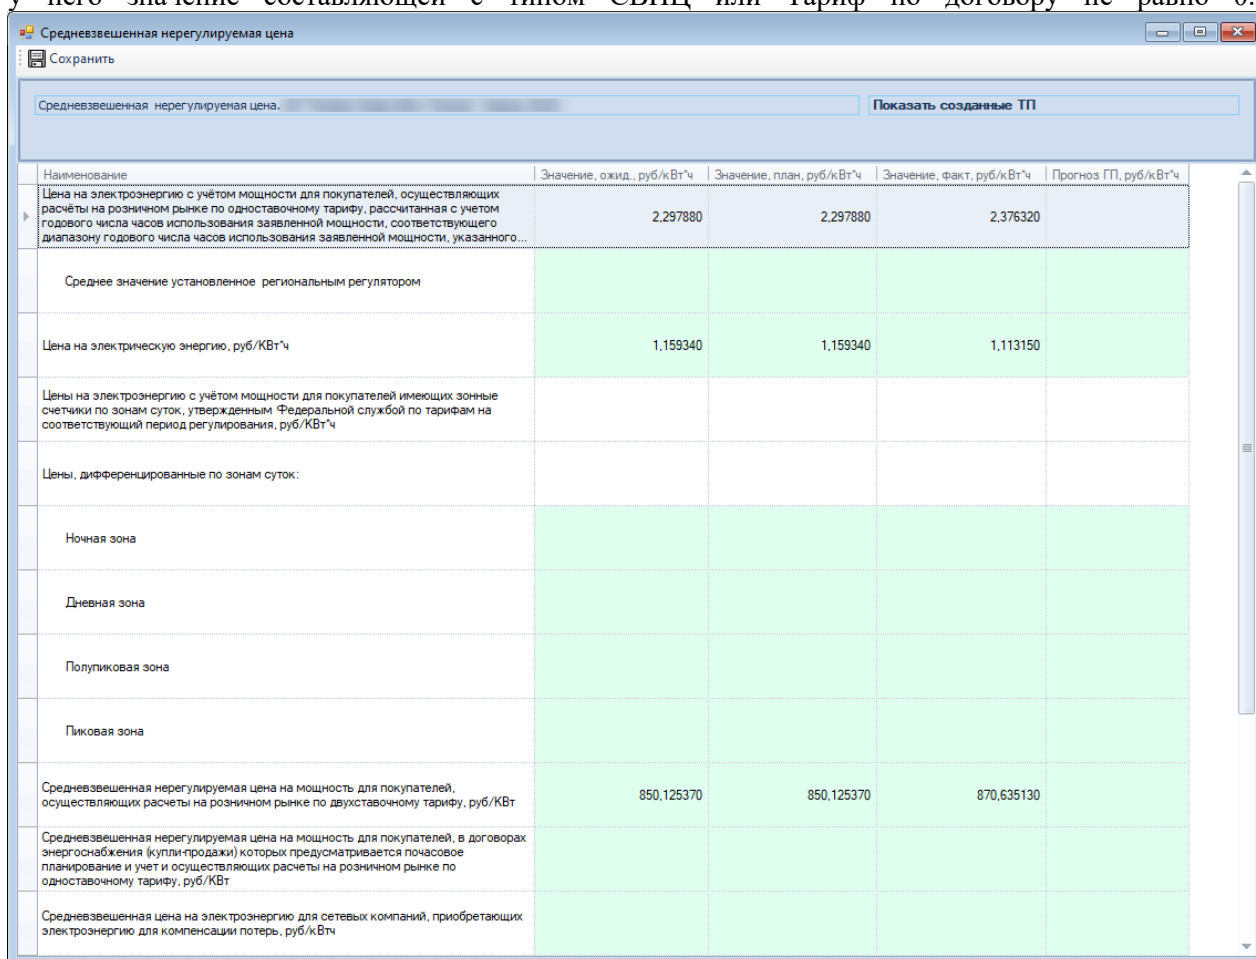 у него значение составляющей с типом СВНЦ или Тариф по договору не равно 0.
Средневзвешенная нерегулируемая цена
Сохранить
Средневзвешенная нерегулируемая цена.
Показать созданные ТП
Наименование Значение, ожид., руб/кВт*ч Значение, план, руб/кВт*ч Значение, факт, руб/кВт*ч Прогноз ГП, руб/кВт*ч
Цена на электроэнергию с учётом мощности для покупателей, осуществляющих
расчёты на розничном рынке по одноставочному тарифу, рассчитанная с учетом
годового числа часов использования заявленной мощности, соответствующего
диапазону годового числа часов использования заявленной мощности, указанного...
2,297880 2,297880 2,376320
Среднее значение установленное региональным регулятором
Цена на электрическую энергию, руб/КВт*ч 1,159340 1,159340 1,113150
Цены на электроэнергию с учётом мощности для покупателей имеющих зонные
счетчики по зонам суток, утвержденным Федеральной службой по тарифам на
соответствующий период регулирования, руб/КВт*ч
Цены, дифференцированные по зонам суток:
Ночная зона
Дневная зона
Полупиковая зона
Пиковая зона
Средневзвешенная нерегулируемая цена на мощность для покупателей,
осуществляющих расчеты на розничном рынке по двухставочному тарифу, руб/КВт
850,125370 850,125370 870,635130
Средневзвешенная нерегулируемая цена на мощность для покупателей, в договорах
энергоснабжения (купли-продажи) которых предусматривается почасовое
планирование и учет и осуществляющих расчеты на розничном рынке по
одноставочному тарифу, руб/КВт
Средневзвешенная цена на электроэнергию для сетевых компаний, приобретающих
электроэнергию для компенсации потерь, руб/кВтч